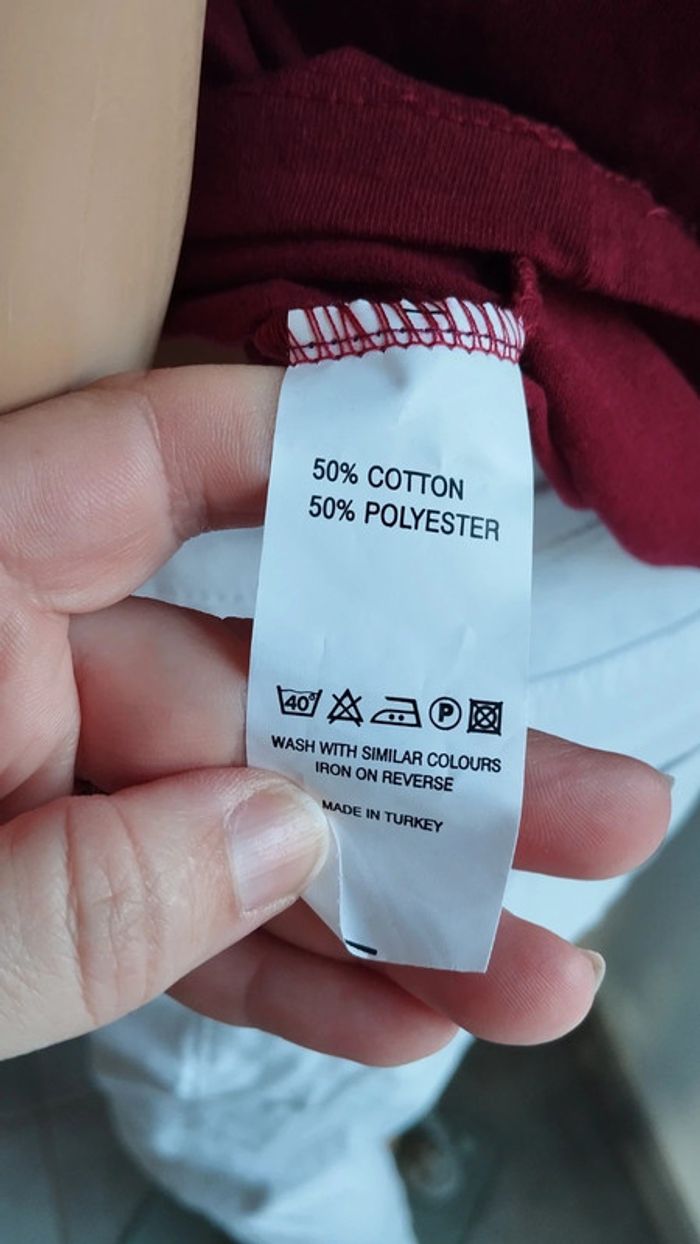 50% COTTON
50% POLYESTER
40° P
WASH WITH SIMILAR COLOURS
IRON ON REVERSE
MADE IN TURKEY